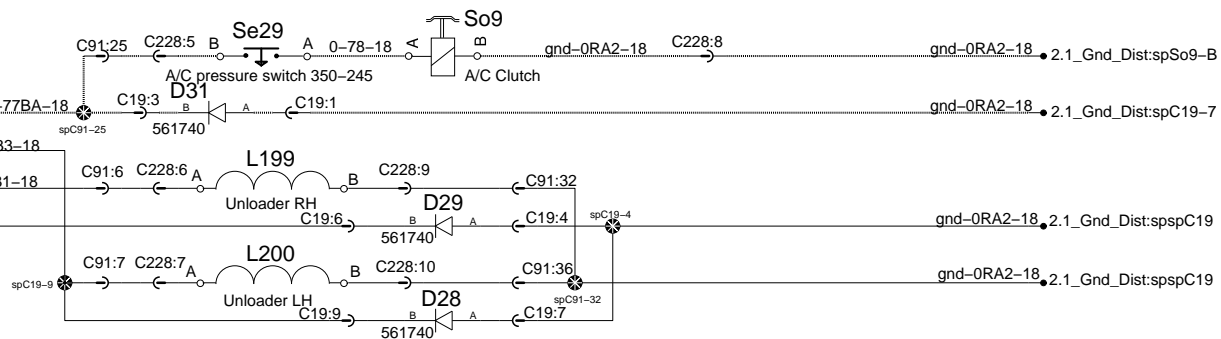 So9
Se29
C91:25 C228:5 B A 0-78-18 A B gnd-0RA2-18 C228:8 gnd-0RA2-18 2.1_Gnd_Dist:spSo9-B
A/C pressure switch 350-245 A/C Clutch
D31
-77BA-18 C19:3 B A C19:1 gnd-0RA2-18 2.1_Gnd_Dist:spC19-7
spC91-25 561740
33-18
L199
31-18 C91:6 C228:6 A B C228:9 C91:32
Unloader RH
D29
C19:6 B A C19:4 spC19-4 gnd-0RA2-18 2.1_Gnd_Dist:spspC19
561740
L200
spC19-9 C91:7 C228:7 A B C228:10 C91:36 gnd-0RA2-18 2.1_Gnd_Dist:spspC19
Unloader LH spC91-32
D28
C19:9 B A C19:7
561740